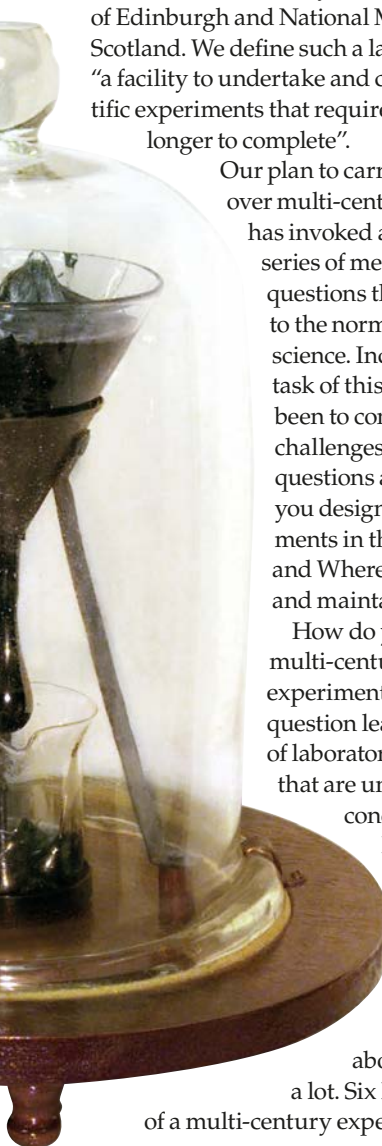 of Edinburgh and National M
Scotland. We define such a la
“a facility to undertake and c
tific experiments that require
longer to complete”.
Our plan to carr
over multi-cent
has invoked a
series of me
questions th
to the norm
science. Ind
task of this
been to con
challenges
questions a
you design
ments in th
and Where
and mainta
How do y
multi-centu
experiment
question lea
of laborator
that are un
conc
abo
a lot. Six
of a multi-century expe